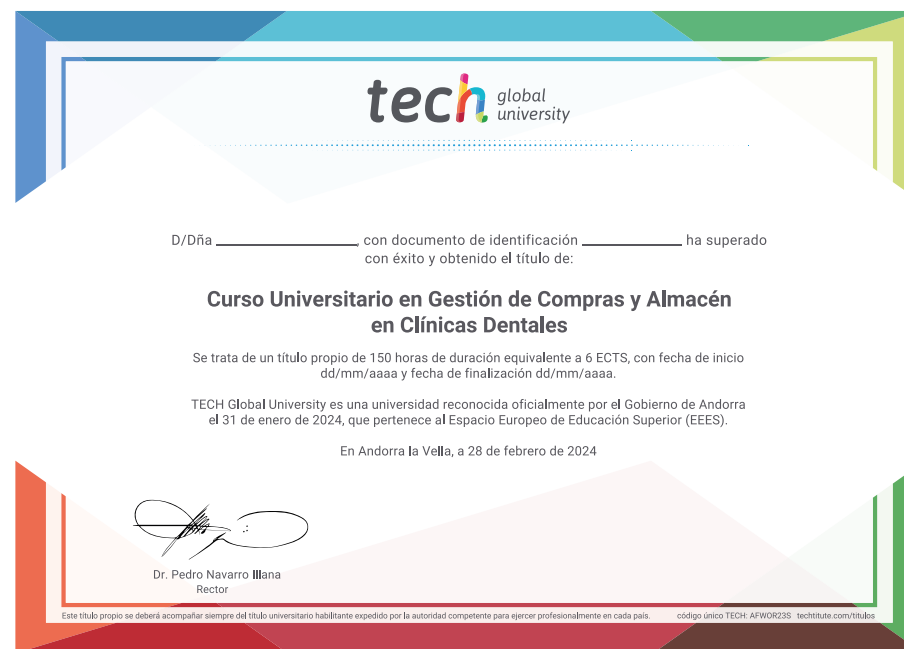 tech global university
D/Dña ____________________, con documento de identificación ______________ ha superado
con éxito y obtenido el título de:
Curso Universitario en Gestión de Compras y Almacén
en Clínicas Dentales
Se trata de un título propio de 150 horas de duración equivalente a 6 ECTS, con fecha de inicio
dd/mm/aaaa y fecha de finalización dd/mm/aaaa.
TECH Global University es una universidad reconocida oficialmente por el Gobierno de Andorra
el 31 de enero de 2024, que pertenece al Espacio Europeo de Educación Superior (EEES).
En Andorra la Vella, a 28 de febrero de 2024
Dr. Pedro Navarro Illana
Rector
Este título propio se deberá acompañar siempre del título universitario habilitante expedido por la autoridad competente para ejercer profesionalmente en cada país. código único TECH: AFWOR23S techtitute.com/titulos